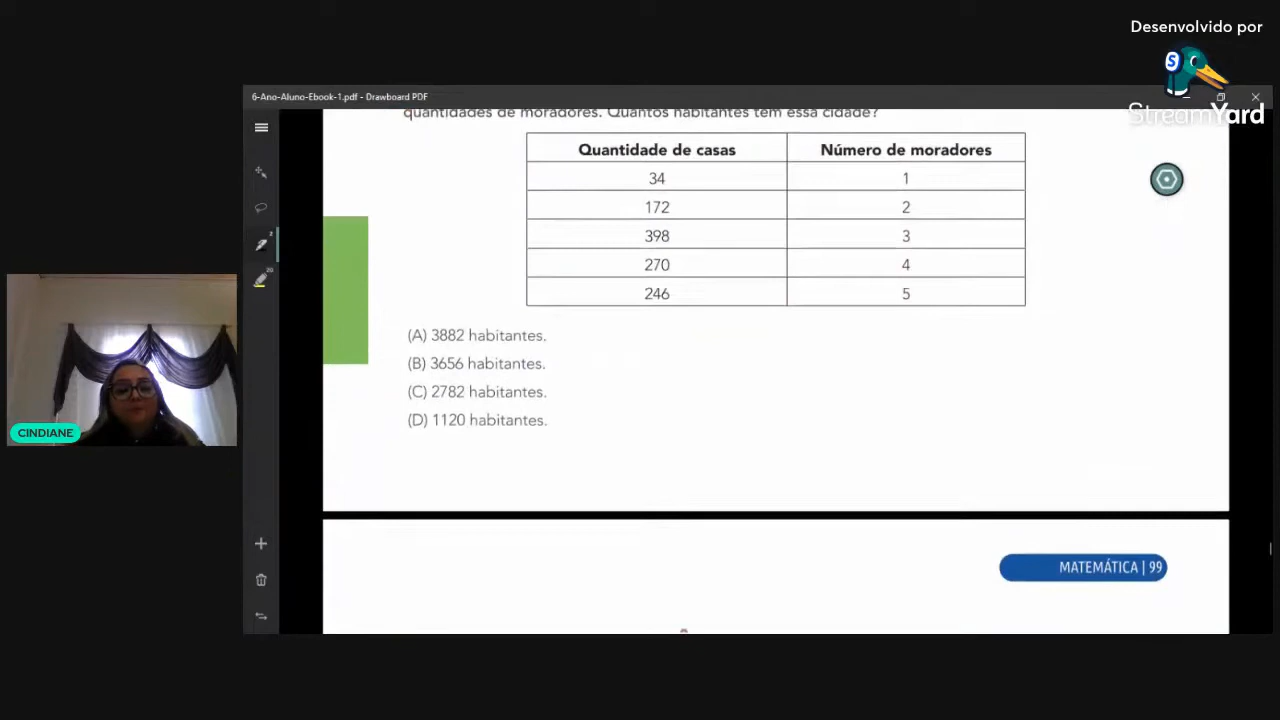 Desenvolvido por
StreamYard
6-Ano-Aluno-Ebook-1.pdf - Drawboard PDF
quantidades de moradores. Quantos habitantes tem essa cidade?
Quantidade de casas Número de moradores
34 1
172 2
398 3
270 4
246 5
(A) 3882 habitantes.
(B) 3656 habitantes.
(C) 2782 habitantes.
(D) 1120 habitantes.
CINDIANE
MATEMÁTICA | 99